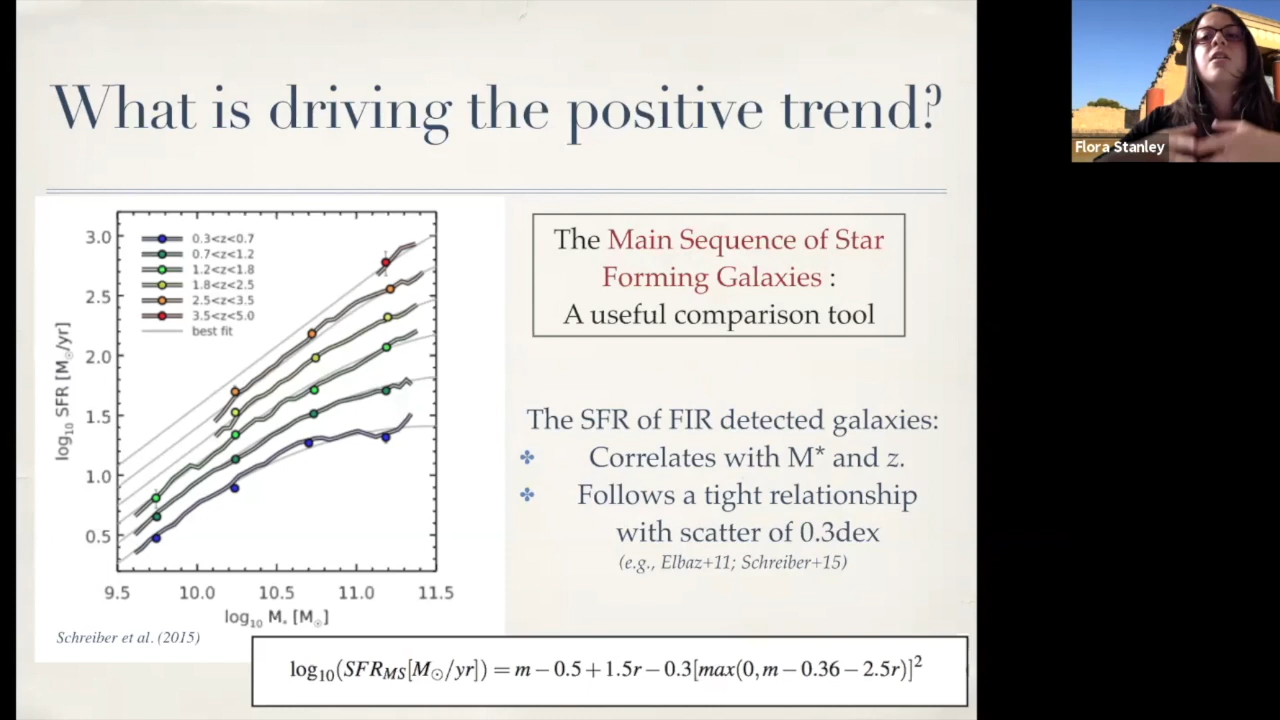 What is driving the positive trend?
Flora Stanley
3.0
2.5
2.0
1.5
1.0
0.5
log10 SFR [M☉/yr]
0.3<z<0.7
0.7<z<1.2
1.2<z<1.8
1.8<z<2.5
2.5<z<3.5
3.5<z<5.0
best fit
9.5 10.0 10.5 11.0 11.5
log10 M* [M☉]
Schreiber et al. (2015)
The Main Sequence of Star
Forming Galaxies :
A useful comparison tool
The SFR of FIR detected galaxies:
Correlates with M* and z.
Follows a tight relationship
with scatter of 0.3dex
(e.g., Elbaz+11; Schreiber+15)
log10(SFRMS[M☉/yr]) = m − 0.5 + 1.5r − 0.3[max(0, m − 0.36 − 2.5r)]²